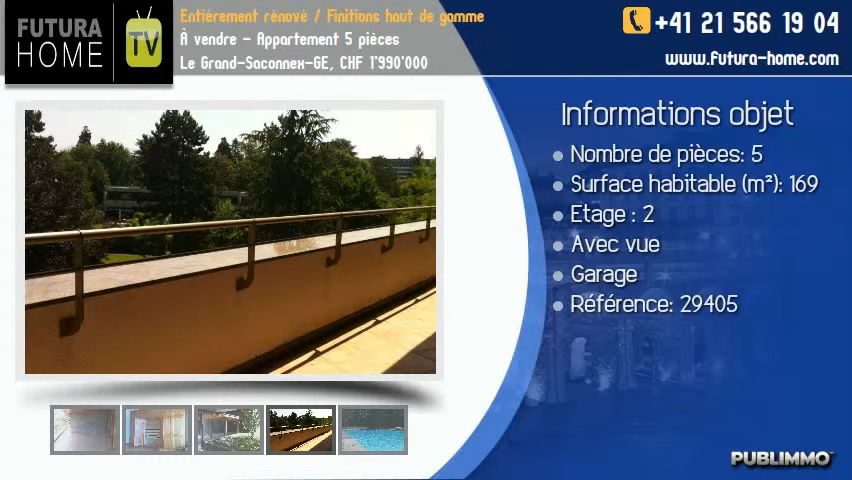 FUTURA
HOME
TV
Entièrement rénové / Finitions haut de gamme
À vendre - Appartement 5 pièces
Le Grand-Saconnex-GE, CHF 1'990'000
+41 21 566 19 04
www.futura-home.com
Informations objet
Nombre de pièces: 5
Surface habitable (m²): 169
Etage : 2
Avec vue
Garage
Référence: 29405
PUBLIMMO